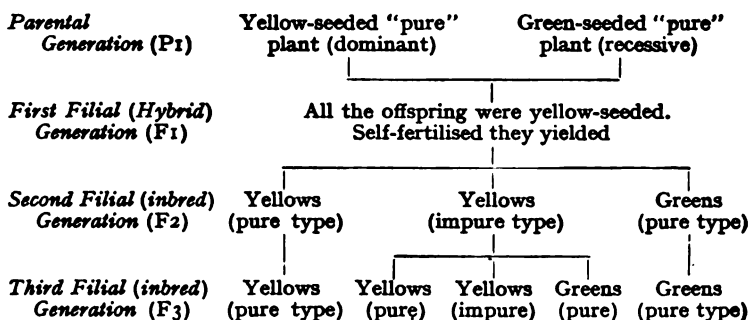 Parental Yellow-seeded "pure" Green-seeded "pure"
Generation (P1) plant (dominant) plant (recessive)
First Filial (Hybrid) All the offspring were yellow-seeded.
Generation (F1) Self-fertilised they yielded
Second Filial (inbred) Yellows Yellows Greens
Generation (F2) (pure type) (impure type) (pure type)
Third Filial (inbred) Yellows Yellows Yellows Greens Greens
Generation (F3) (pure type) (pure) (impure) (pure) (pure type)